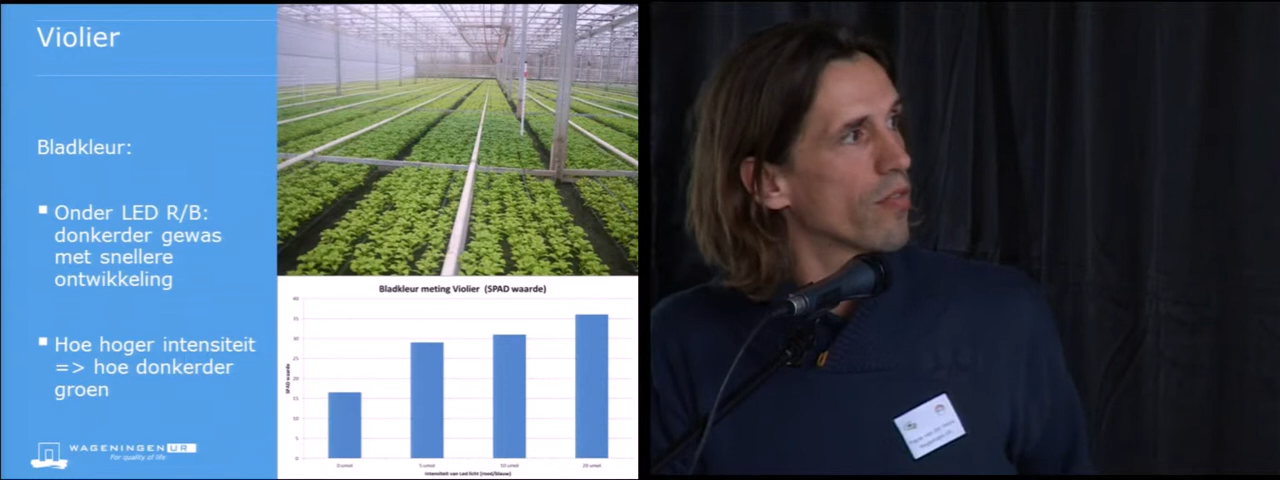 Violier
Bladkleur:
Onder LED R/B:
donkerder gewas
met snellere
ontwikkeling
Hoe hoger intensiteit
=> hoe donkerder
groen
WAGENINGEN UR
For quality of life
Bladkleur meting Violier (SPAD waarde)
40
35
30
25
20
15
10
5
0
SPAD waarde
0 umol
5 umol
10 umol
20 umol
Intensiteit van Led licht (rood/blauw)